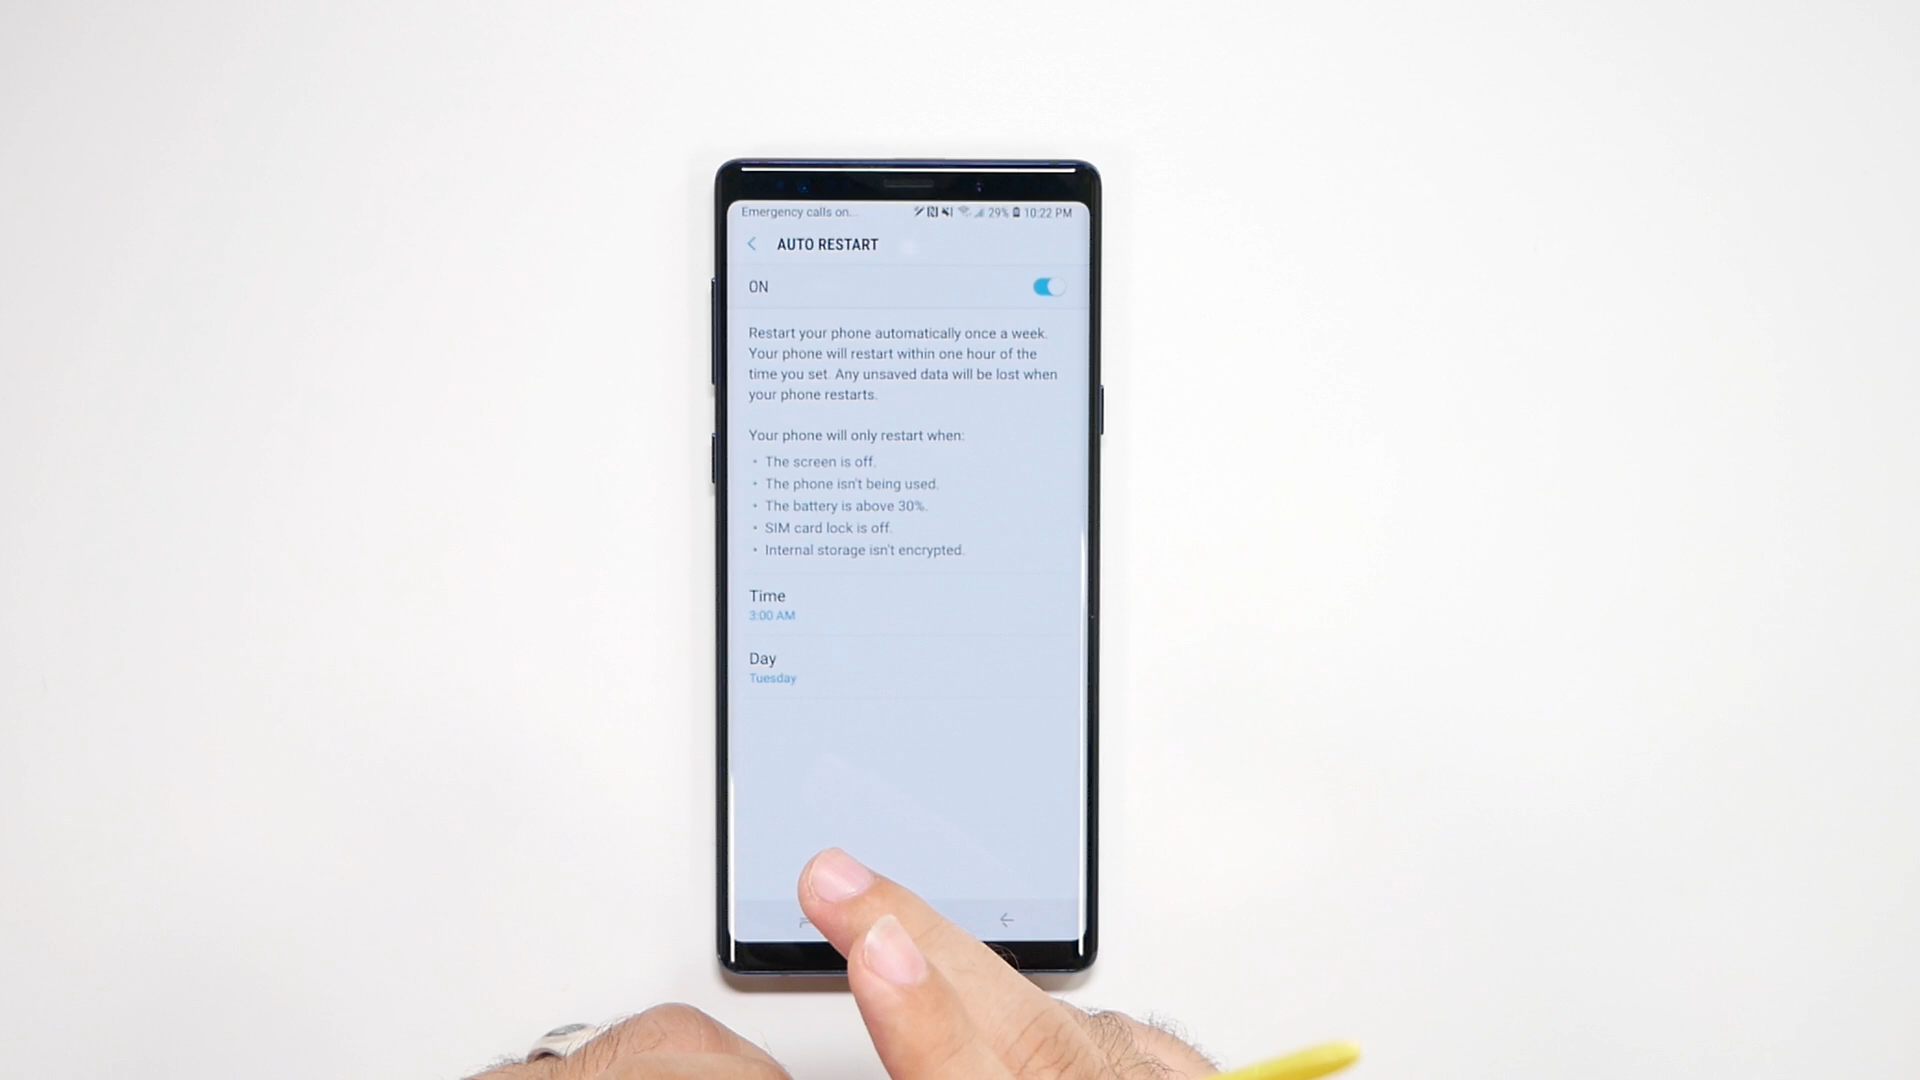 Emergency calls on... 29% 10:22 PM
AUTO RESTART
ON
Restart your phone automatically once a week.
Your phone will restart within one hour of the
time you set. Any unsaved data will be lost when
your phone restarts.
Your phone will only restart when:
• The screen is off.
• The phone isn't being used.
• The battery is above 30%.
• SIM card lock is off.
• Internal storage isn't encrypted.
Time
3:00 AM
Day
Tuesday